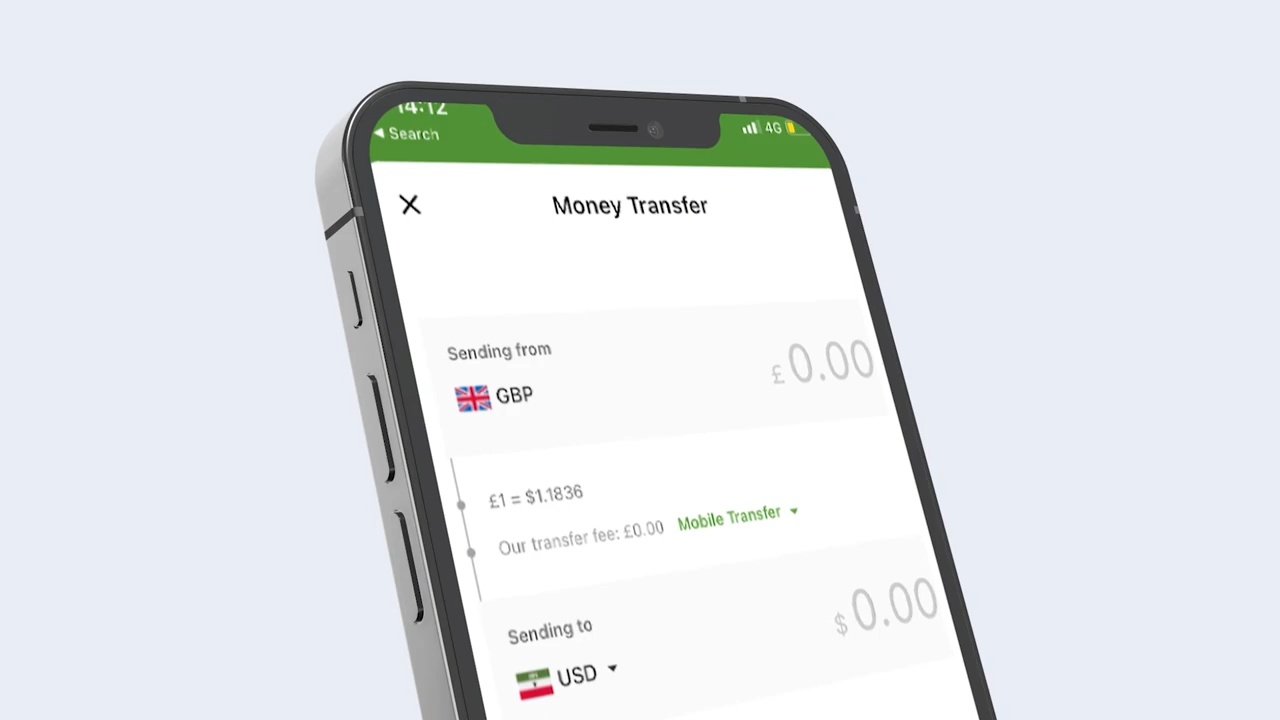 14:12
◀ Search
4G
Money Transfer
Sending from
£0.00
GBP
£1 = $1.1836
Our transfer fee: £0.00 Mobile Transfer
Sending to
$0.00
USD